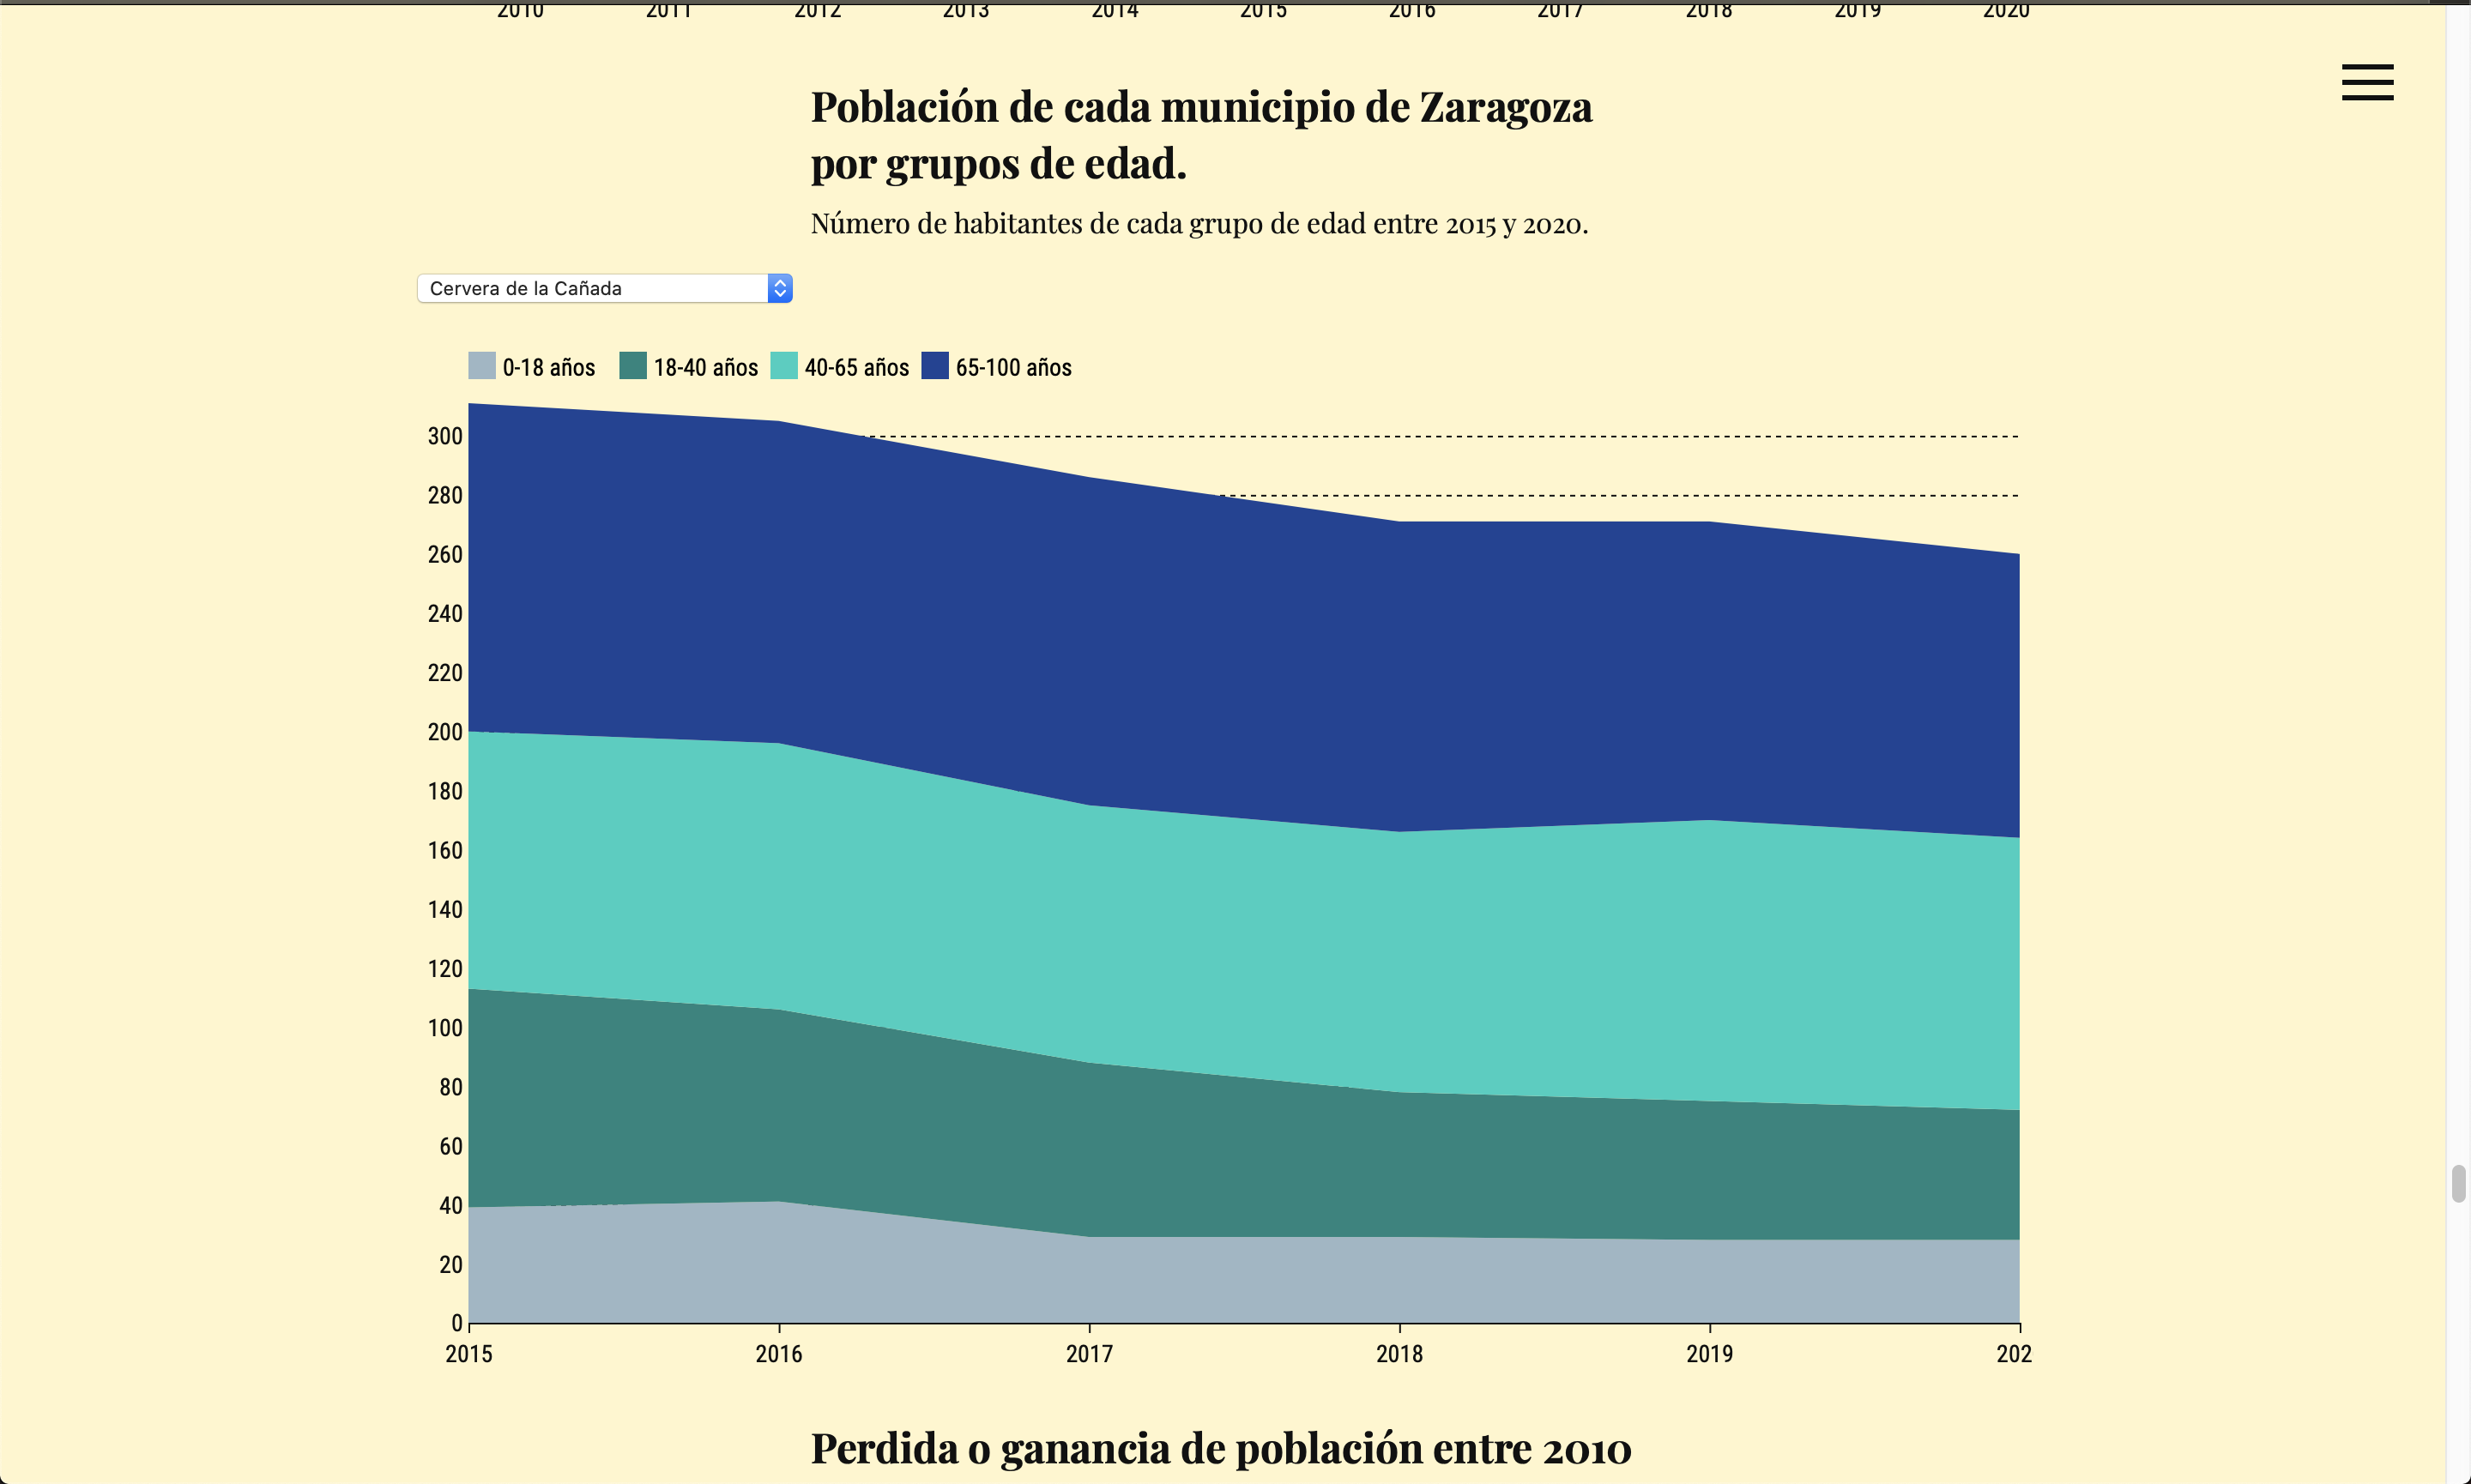 2010 2011 2012 2013 2014 2015 2016 2017 2018 2019 2020
Población de cada municipio de Zaragoza
por grupos de edad.
Número de habitantes de cada grupo de edad entre 2015 y 2020.
Cervera de la Cañada
0-18 años 18-40 años 40-65 años 65-100 años
300
280
260
240
220
200
180
160
140
120
100
80
60
40
20
0
2015 2016 2017 2018 2019 202
Perdida o ganancia de población entre 2010